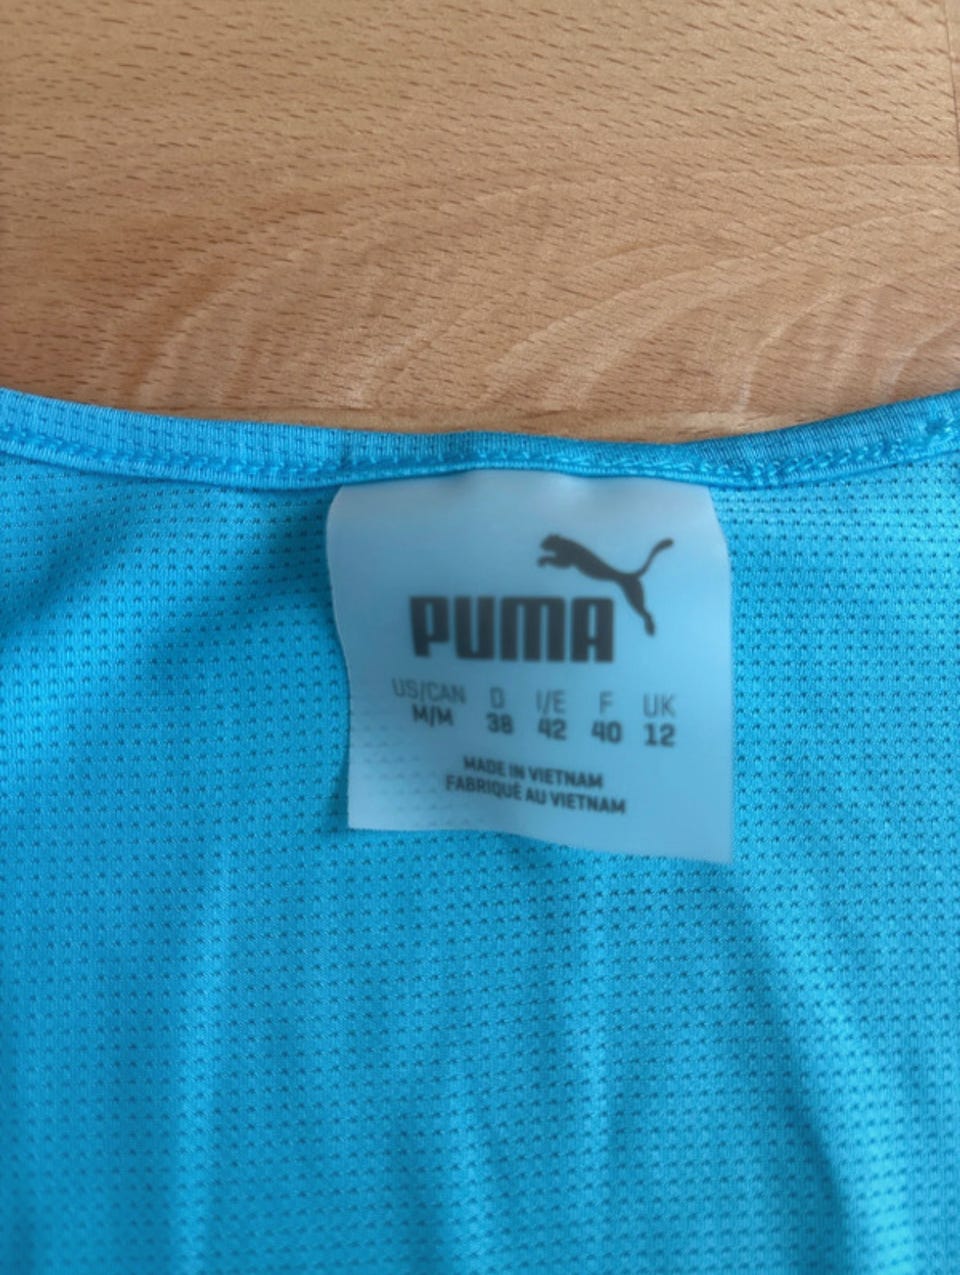 PUMA
US/CAN D I/E F UK
M/M 38 42 40 12
MADE IN VIETNAM
FABRIQUÉ AU VIETNAM